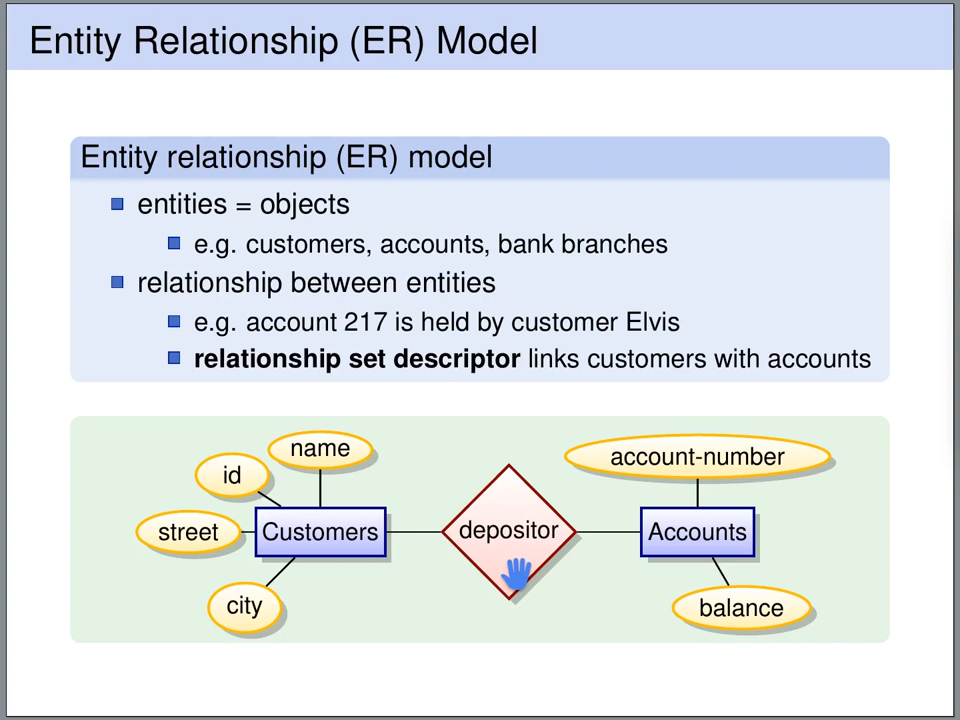 Entity Relationship (ER) Model
Entity relationship (ER) model
entities = objects
e.g. customers, accounts, bank branches
relationship between entities
e.g. account 217 is held by customer Elvis
relationship set descriptor links customers with accounts
name
account-number
id
street
Customers
depositor
Accounts
city
balance